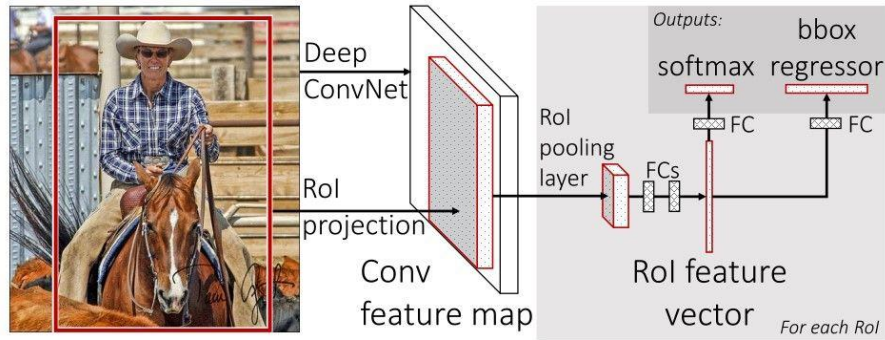 Deep
ConvNet
RoI
projection
Conv
feature map
RoI
pooling
layer
FCs
RoI feature
vector
For each RoI
Outputs:
softmax
bbox
regressor
FC
FC